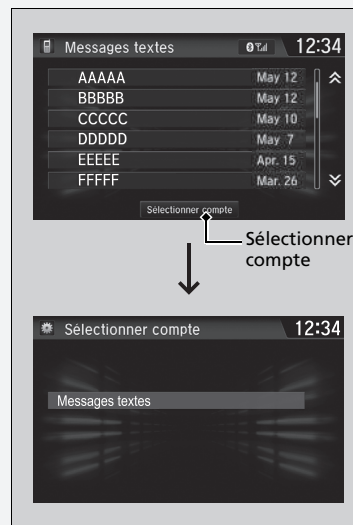 Messages textes 12:34
AAAAA May 12
BBBBB May 12
CCCCC May 10
DDDDD May 7
EEEEE Apr. 15
FFFFF Mar. 26
Sélectionner compte
Sélectionner
compte
Sélectionner compte 12:34
Messages textes